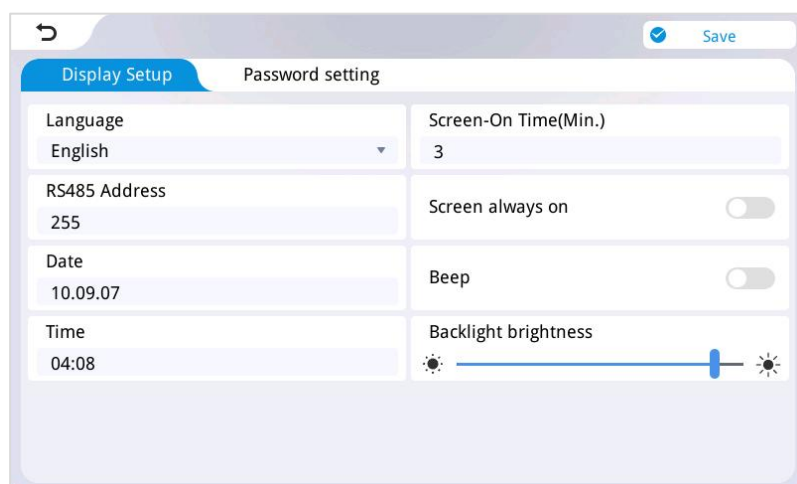 Save
Display Setup
Password setting
Language
English
Screen-On Time(Min.)
3
RS485 Address
255
Screen always on
Date
10.09.07
Beep
Time
04:08
Backlight brightness